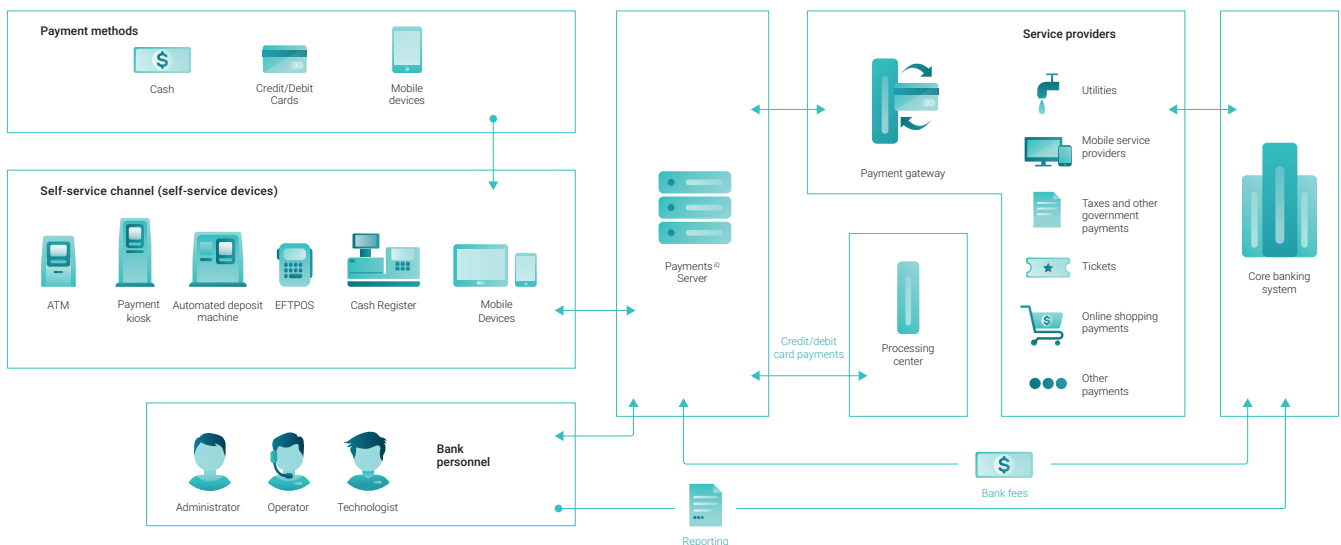 Payment methods
Cash
Credit/Debit
Cards
Mobile
devices
Self-service channel (self-service devices)
ATM
Payment
kiosk
Automated deposit
machine
EFTPOS
Cash Register
Mobile
Devices
Bank
personnel
Administrator
Operator
Technologist
Payments iQ
Server
Credit/debit
card payments
Processing
center
Payment gateway
Service providers
Utilities
Mobile service
providers
Taxes and other
government
payments
Tickets
Online shopping
payments
Other
payments
Core banking
system
Bank fees
Reporting